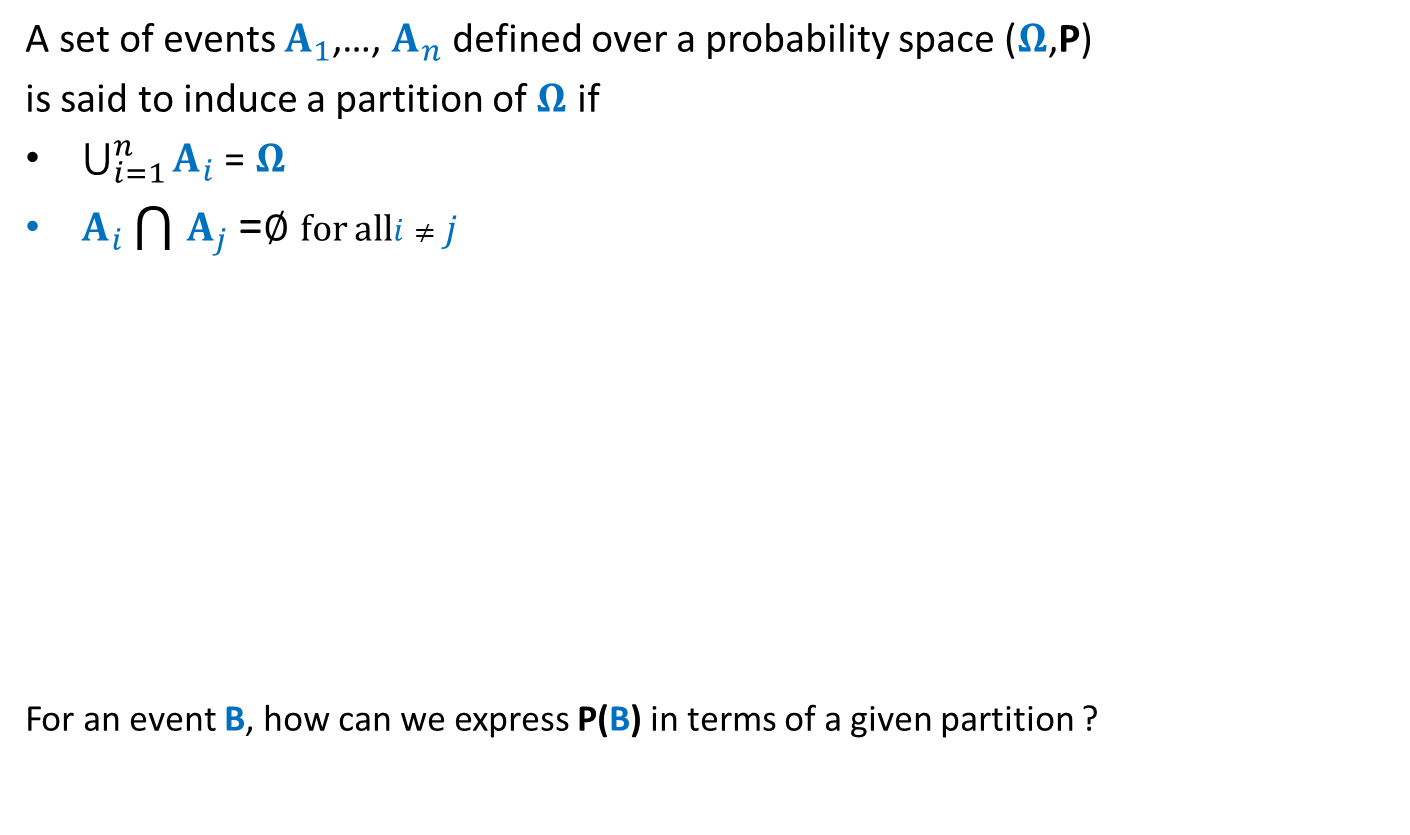 A set of events A₁,…, Aₙ defined over a probability space (Ω,P)
is said to induce a partition of Ω if
• ⋃ⁿᵢ₌₁ Aᵢ = Ω
• Aᵢ ⋂ Aⱼ =∅ for alli ≠ j
For an event B, how can we express P(B) in terms of a given partition ?